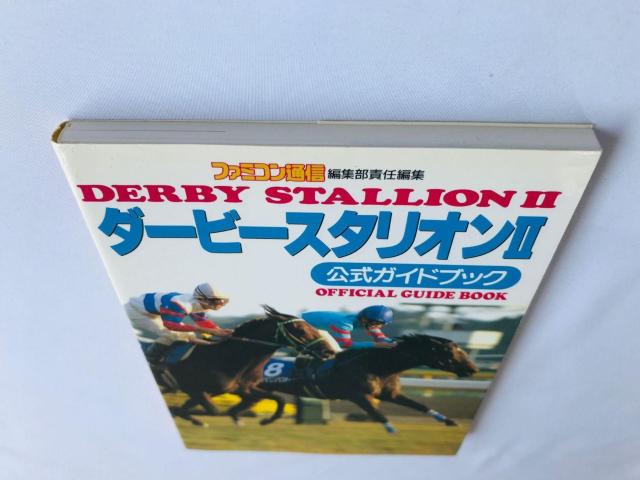 ファミコン通信 編集部責任編集
DERBY STALLION II
ダービースタリオンII
公式ガイドブック
OFFICIAL GUIDE BOOK
8